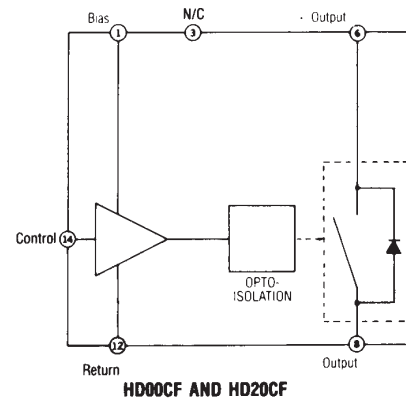 Bias
N/C
Output
1
3
6
Control
14
OPTO-
ISOLATION
12
8
Return
Output
HD00CF AND HD20CF